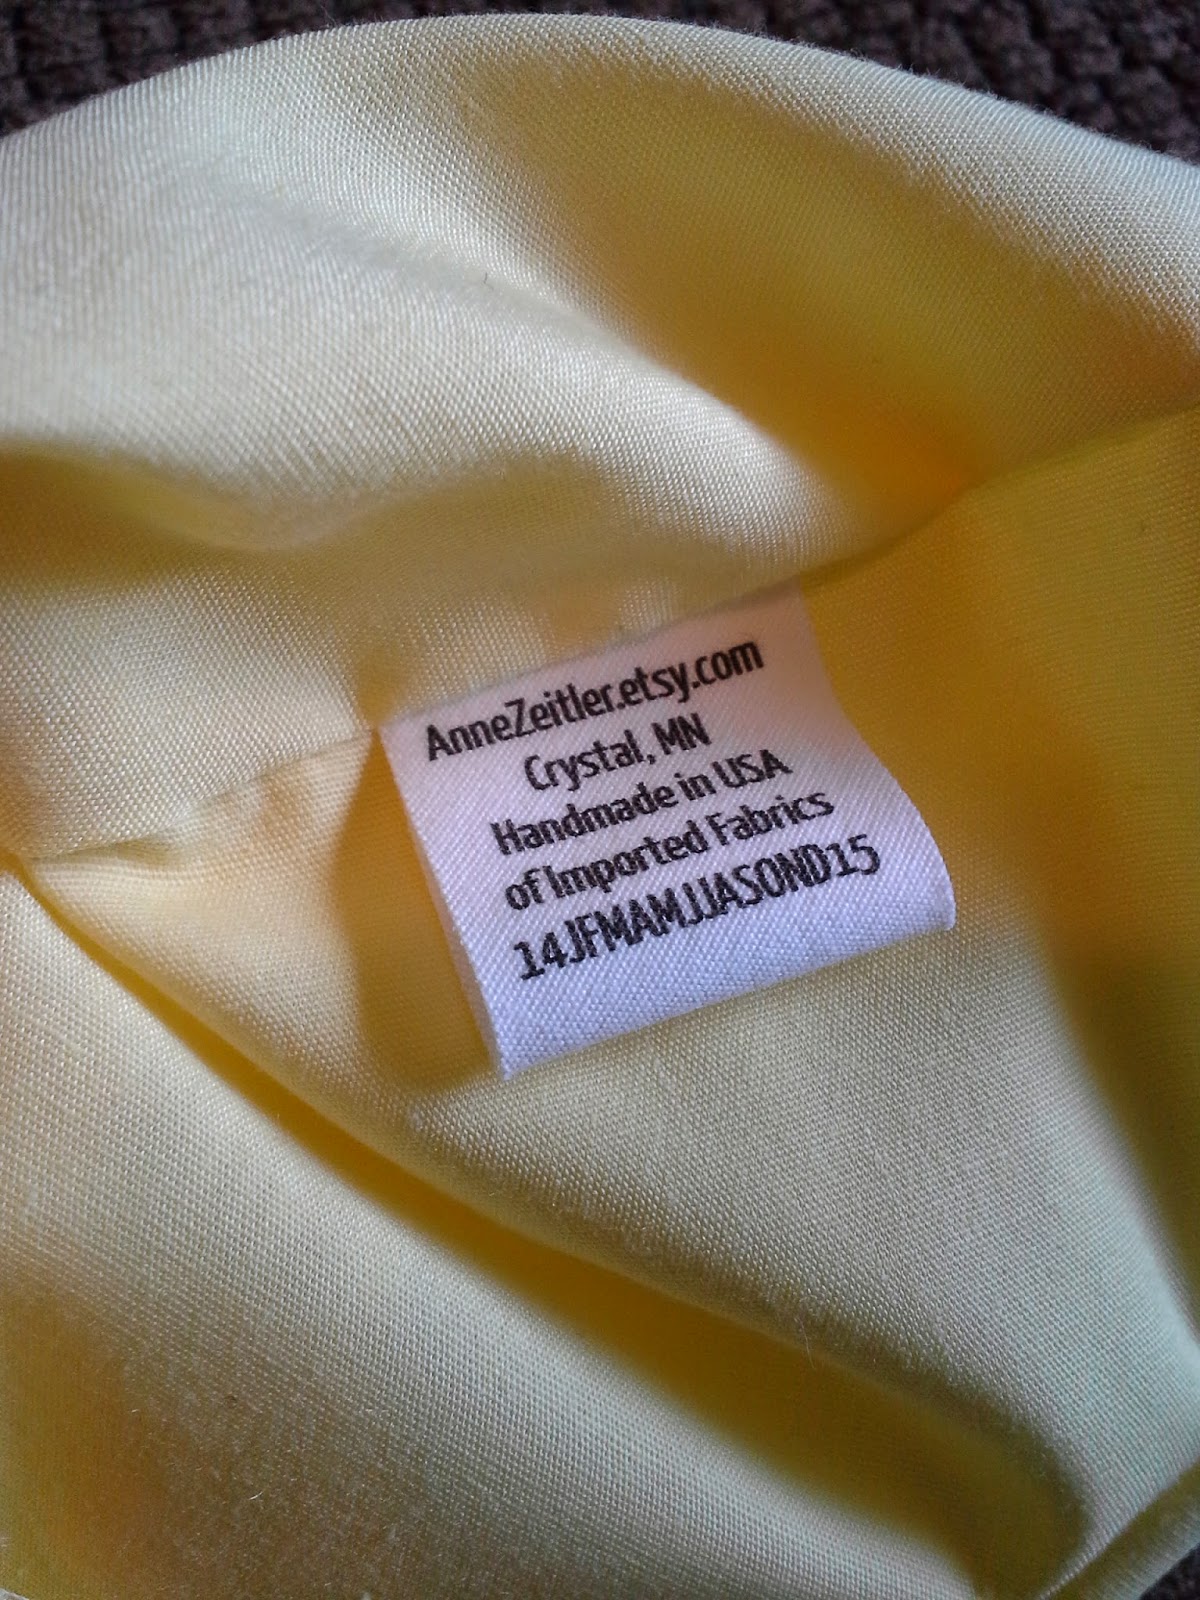 AnneZeitler.etsy.com
Crystal, MN
Handmade in USA
of Imported Fabrics
14JFMAMJJASOND15